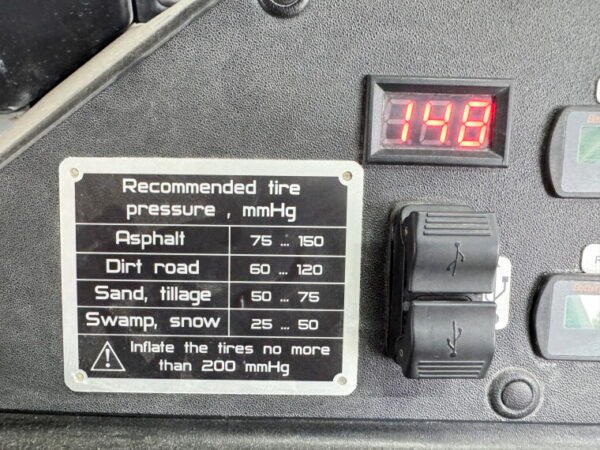 148
Recommended tire
pressure , mmHg
Asphalt 75 ... 150
Dirt road 60 ... 120
Sand, tillage 50 ... 75
Swamp, snow 25 ... 50
Inflate the tires no more
than 200 mmHg